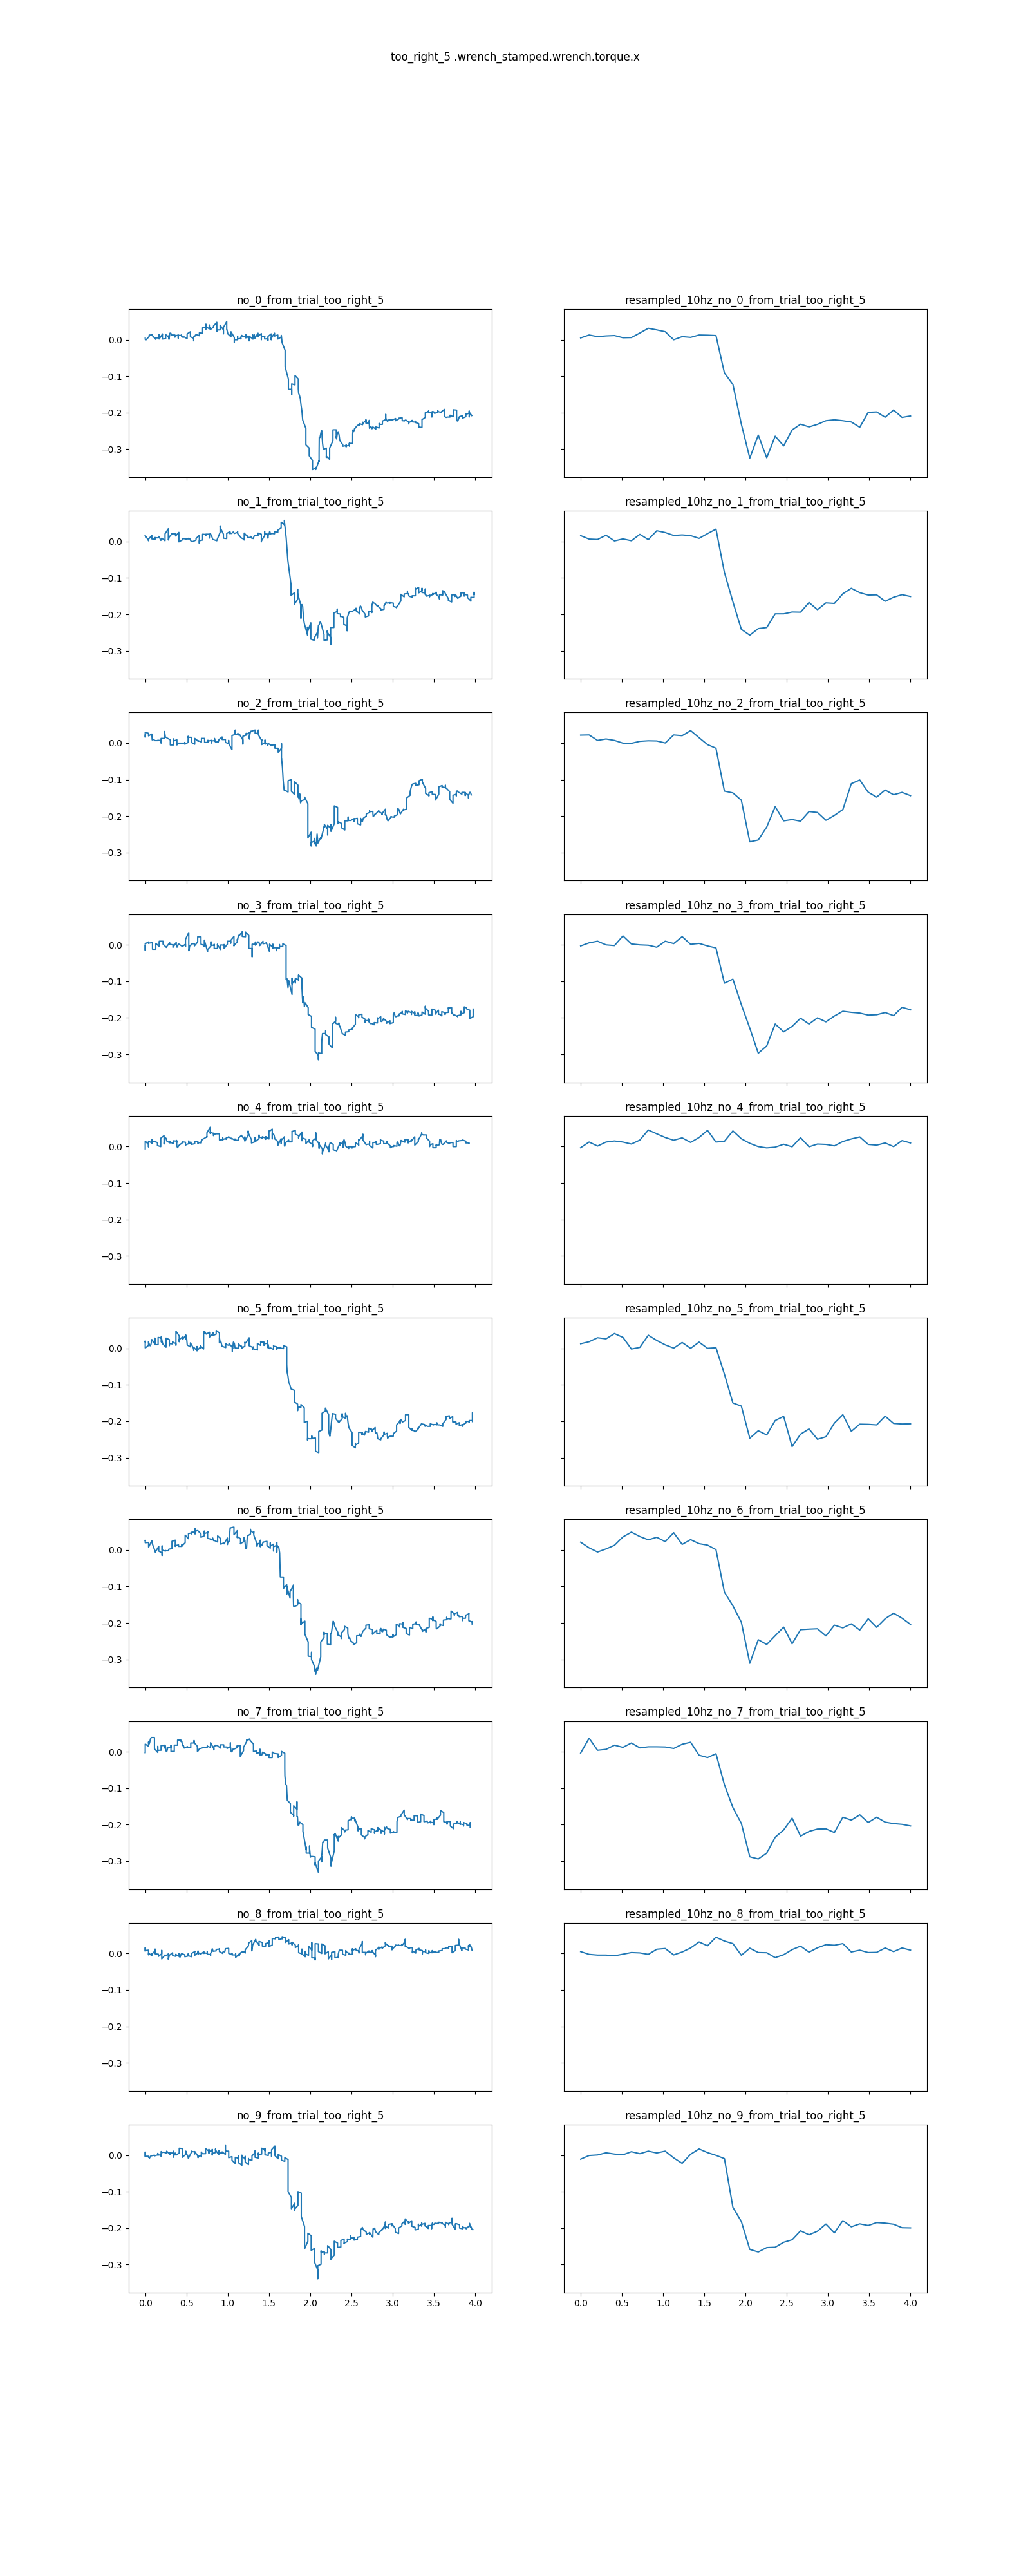 too_right_5 .wrench_stamped.wrench.torque.x
no_0_from_trial_too_right_5
resampled_10hz_no_0_from_trial_too_right_5
0.0
−0.1
−0.2
−0.3
no_1_from_trial_too_right_5
resampled_10hz_no_1_from_trial_too_right_5
0.0
−0.1
−0.2
−0.3
no_2_from_trial_too_right_5
resampled_10hz_no_2_from_trial_too_right_5
0.0
−0.1
−0.2
−0.3
no_3_from_trial_too_right_5
resampled_10hz_no_3_from_trial_too_right_5
0.0
−0.1
−0.2
−0.3
no_4_from_trial_too_right_5
resampled_10hz_no_4_from_trial_too_right_5
0.0
−0.1
−0.2
−0.3
no_5_from_trial_too_right_5
resampled_10hz_no_5_from_trial_too_right_5
0.0
−0.1
−0.2
−0.3
no_6_from_trial_too_right_5
resampled_10hz_no_6_from_trial_too_right_5
0.0
−0.1
−0.2
−0.3
no_7_from_trial_too_right_5
resampled_10hz_no_7_from_trial_too_right_5
0.0
−0.1
−0.2
−0.3
no_8_from_trial_too_right_5
resampled_10hz_no_8_from_trial_too_right_5
0.0
−0.1
−0.2
−0.3
no_9_from_trial_too_right_5
resampled_10hz_no_9_from_trial_too_right_5
0.0
−0.1
−0.2
−0.3
0.0 0.5 1.0 1.5 2.0 2.5 3.0 3.5 4.0
0.0 0.5 1.0 1.5 2.0 2.5 3.0 3.5 4.0